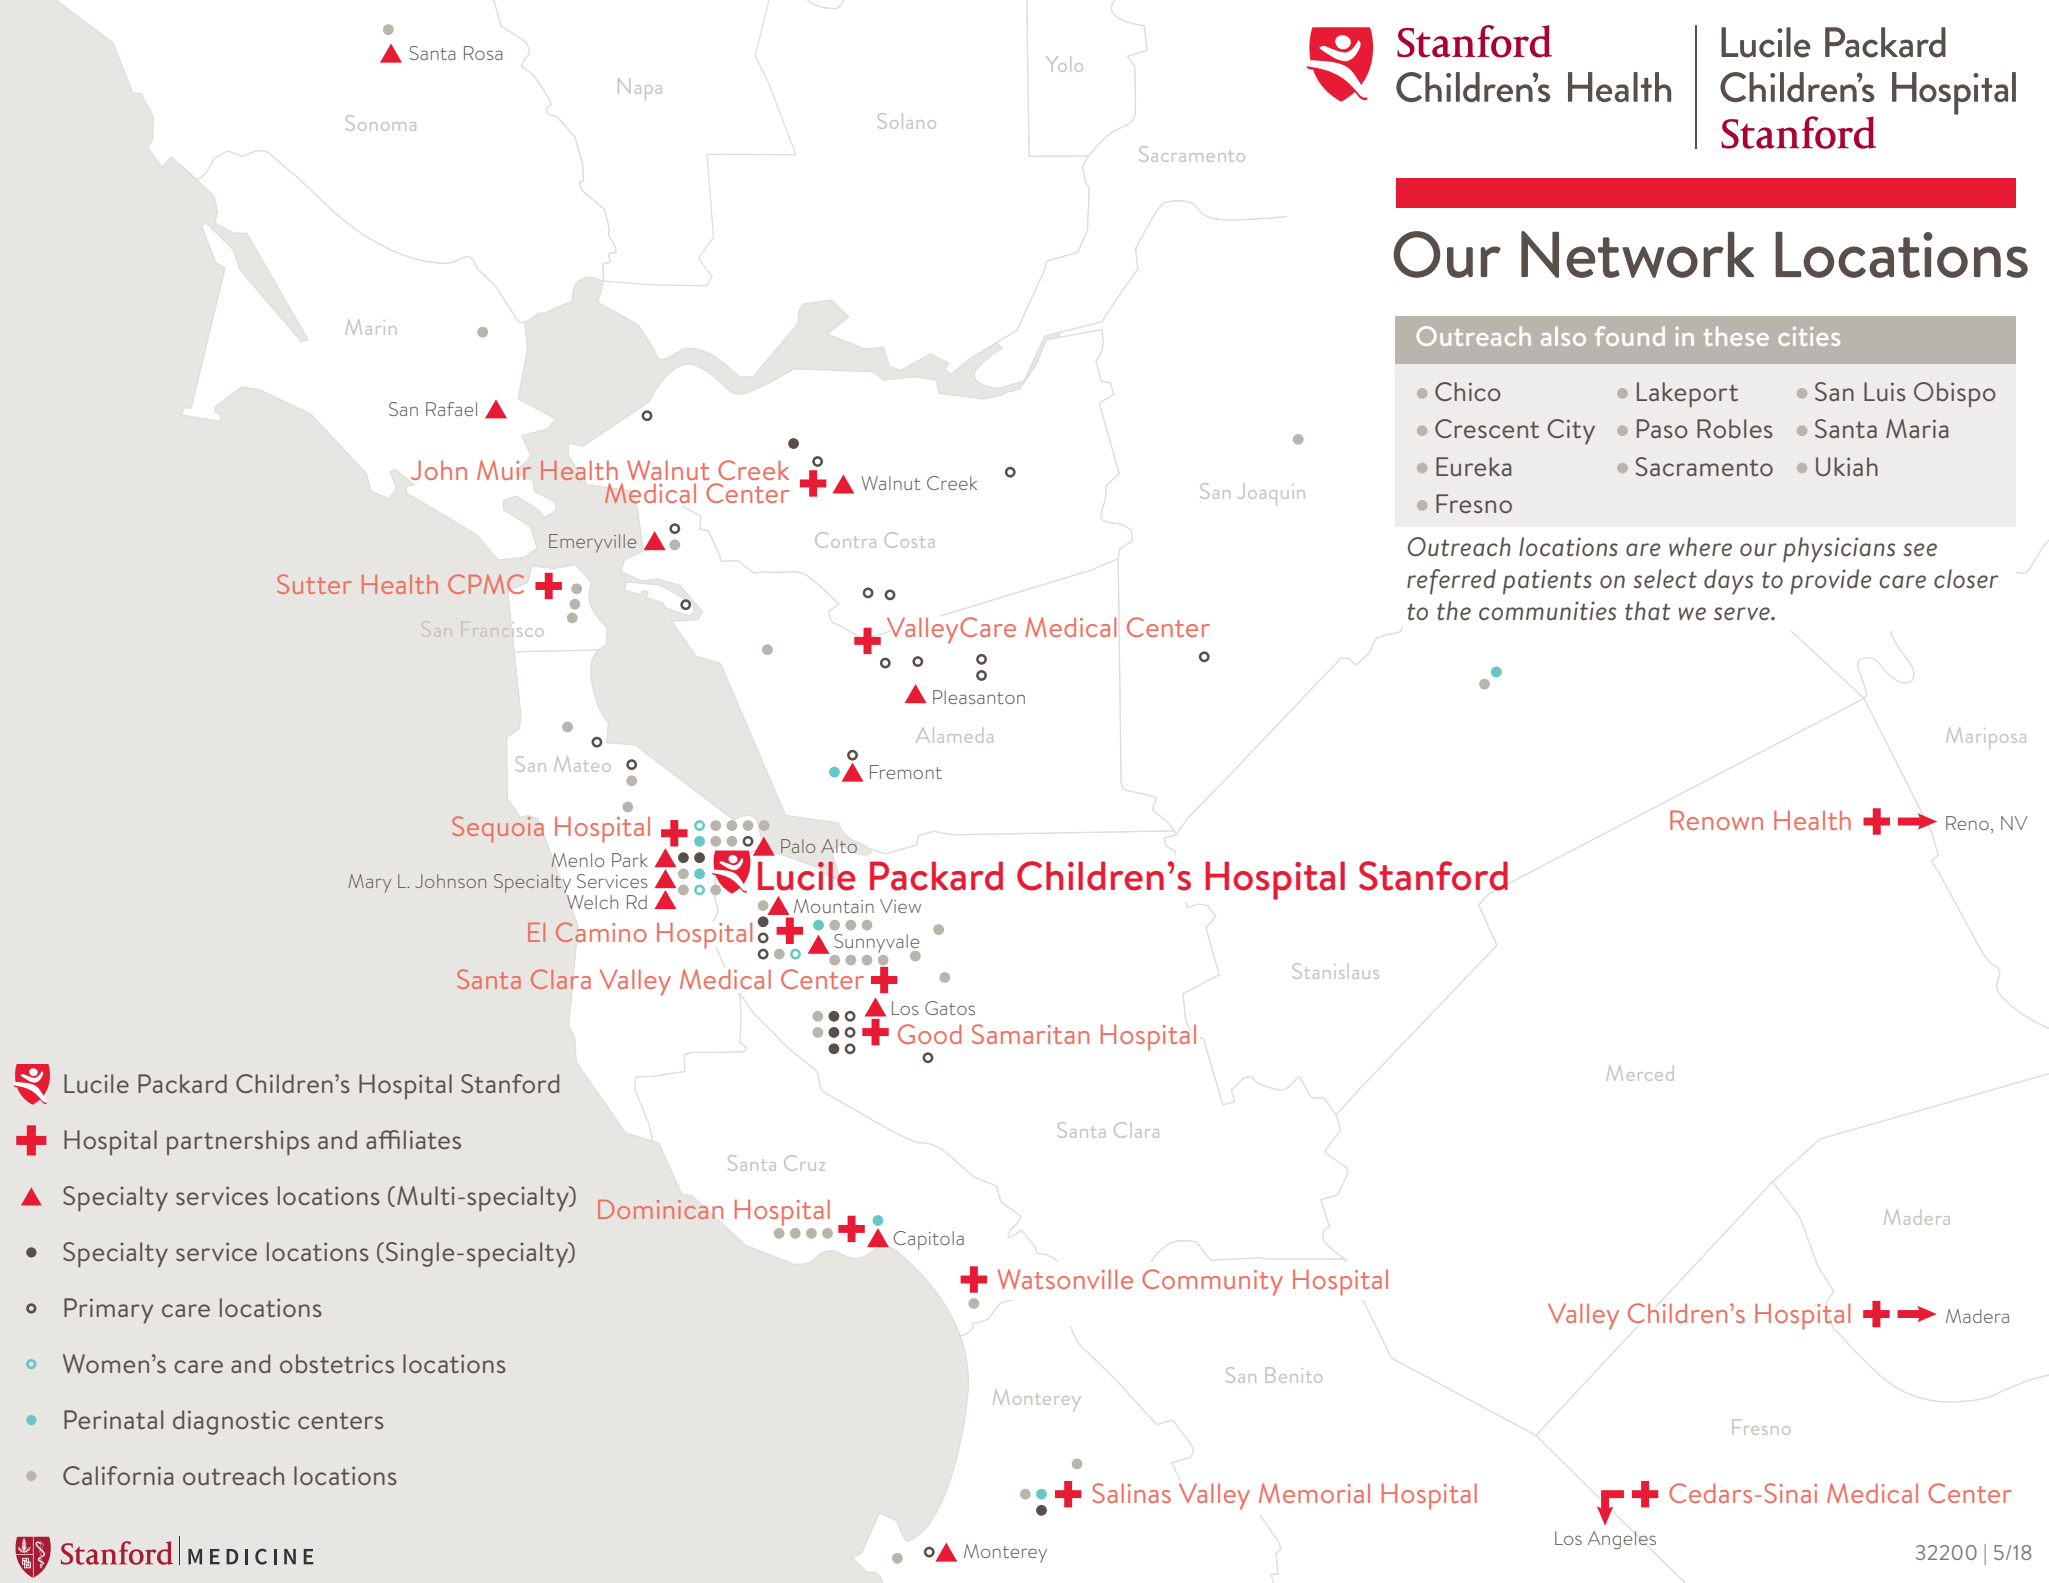 Stanford
Children's Health
Lucile Packard
Children's Hospital
Stanford
Our Network Locations
Outreach also found in these cities
Chico
Crescent City
Eureka
Fresno
Lakeport
Paso Robles
Sacramento
San Luis Obispo
Santa Maria
Ukiah
Outreach locations are where our physicians see
referred patients on select days to provide care closer
to the communities that we serve.
Santa Rosa
Sonoma
Napa
Yolo
Solano
Sacramento
Marin
San Rafael
John Muir Health Walnut Creek
Medical Center
Walnut Creek
San Joaquin
Emeryville
Contra Costa
Sutter Health CPMC
San Francisco
ValleyCare Medical Center
Pleasanton
Alameda
Mariposa
San Mateo
Fremont
Sequoia Hospital
Renown Health
Reno, NV
Palo Alto
Menlo Park
Mary L. Johnson Specialty Services
Welch Rd
Lucile Packard Children's Hospital Stanford
Mountain View
El Camino Hospital
Sunnyvale
Santa Clara Valley Medical Center
Stanislaus
Los Gatos
Good Samaritan Hospital
Merced
Santa Clara
Santa Cruz
Dominican Hospital
Capitola
Madera
Watsonville Community Hospital
Valley Children's Hospital
Madera
San Benito
Monterey
Fresno
Salinas Valley Memorial Hospital
Cedars-Sinai Medical Center
Los Angeles
Monterey
Lucile Packard Children's Hospital Stanford
Hospital partnerships and affiliates
Specialty services locations (Multi-specialty)
Specialty service locations (Single-specialty)
Primary care locations
Women's care and obstetrics locations
Perinatal diagnostic centers
California outreach locations
Stanford MEDICINE
32200 | 5/18